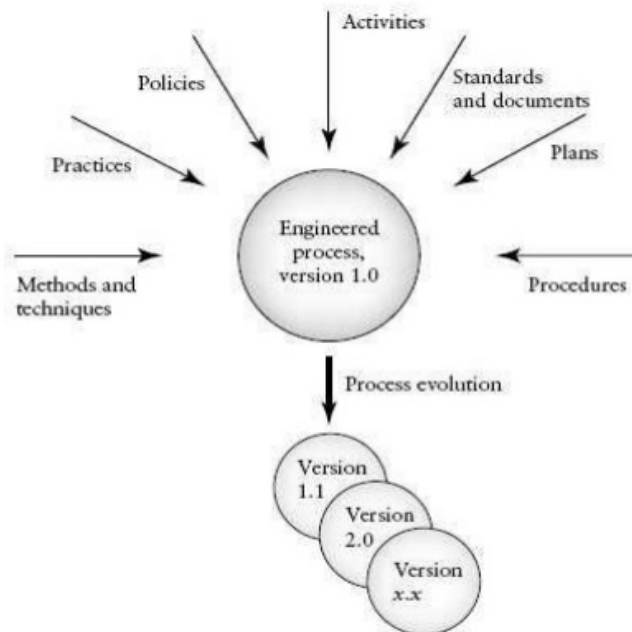 Activities
Policies
Standards
and documents
Practices
Plans
Engineered
process,
version 1.0
Methods and
techniques
Procedures
Process evolution
Version
1.1
Version
2.0
Version
x.x